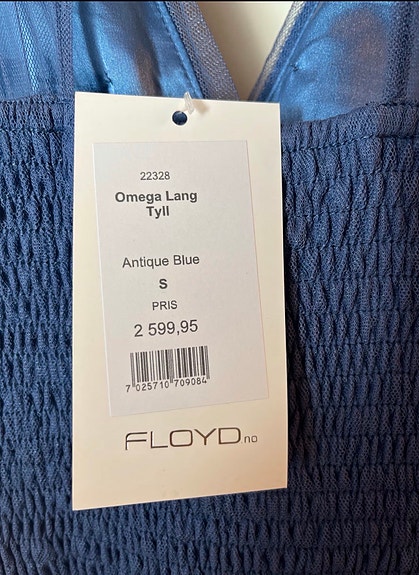 22328
Omega Lang
Tyll
Antique Blue
S
PRIS
2 599,95
7 025710 709084
FLOYD.no